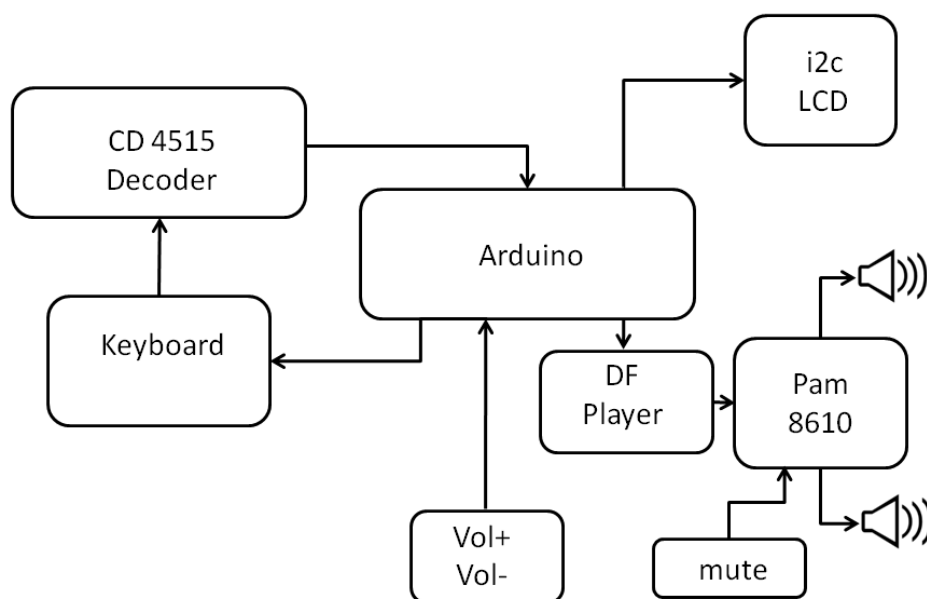 i2c
LCD
CD 4515
Decoder
Arduino
Keyboard
DF
Player
Pam
8610
Vol+
Vol-
mute